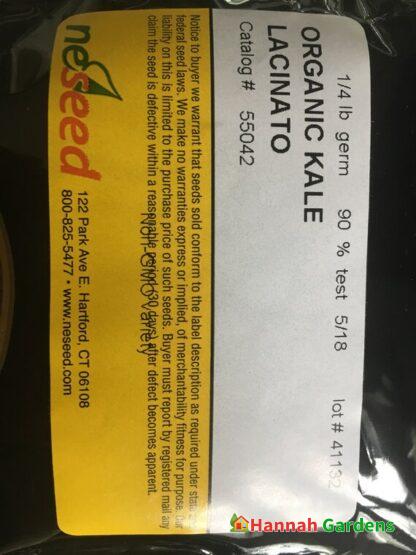 1/4 lb germ 90 % test 5/18 lot # 41132
ORGANIC KALE
LACINATO
Catalog # 55042
Notice to buyer we warrant that seeds sold conform to the label description as required under state
federal seed laws. We make no warranties express or implied, of merchantability fitness for purpose. Our
liability on this is limited to the purchase price of such seeds. Buyer must report by registered mail any
claim the seed is defective within a reasonable period (30 days) after defect becomes apparent.
Non-GMO Variety
neseed
122 Park Ave E. Hartford, CT 06108
800-825-5477 • www.neseed.com
Hannah Gardens